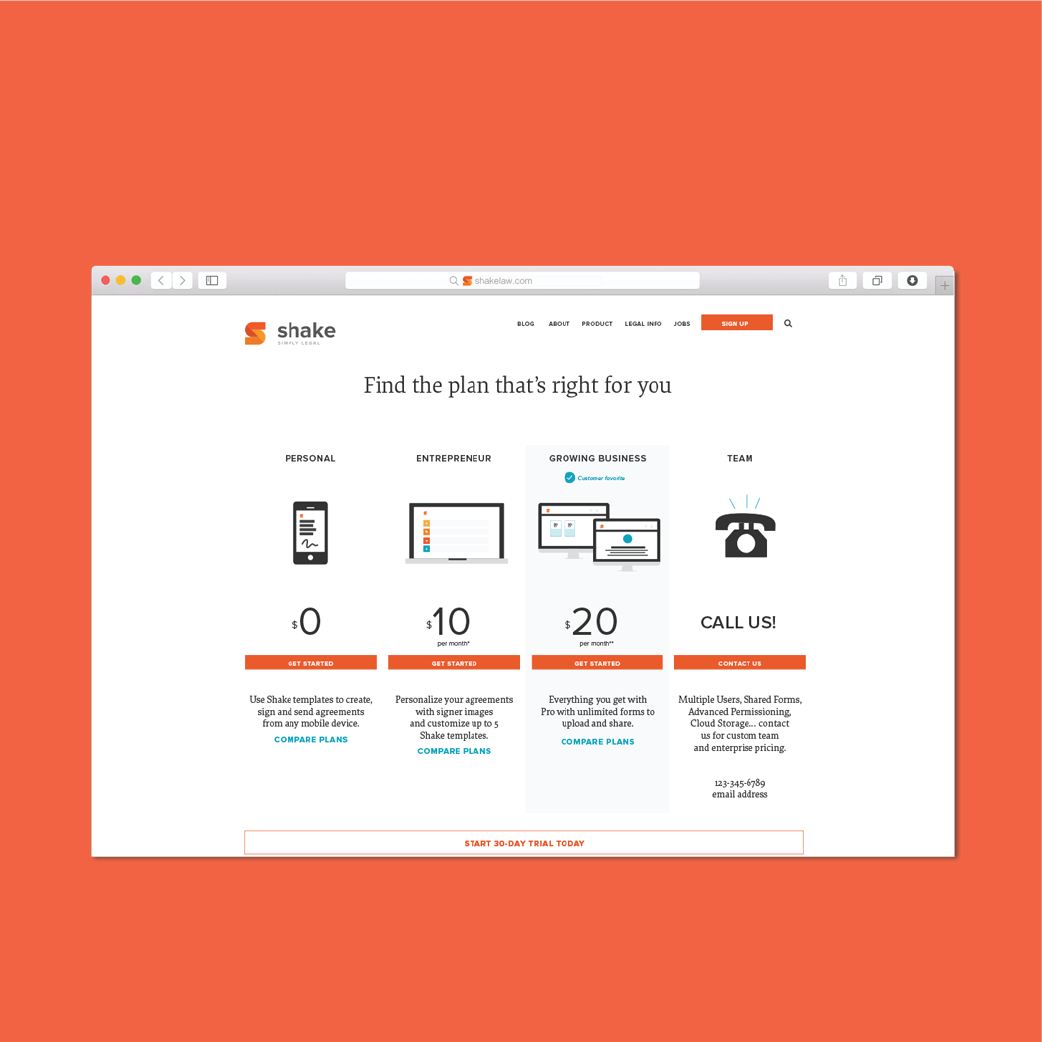 shakelaw.com
shake
SIMPLY LEGAL
BLOG ABOUT PRODUCT LEGAL INFO JOBS SIGN UP
Find the plan that's right for you
PERSONAL
$0
GET STARTED
Use Shake templates to create,
sign and send agreements
from any mobile device.
COMPARE PLANS
ENTREPRENEUR
$10
per month*
GET STARTED
Personalize your agreements
with signer images
and customize up to 5
Shake templates.
COMPARE PLANS
GROWING BUSINESS
Customer favorite
$20
per month**
GET STARTED
Everything you get with
Pro with unlimited forms to
upload and share.
COMPARE PLANS
TEAM
CALL US!
CONTACT US
Multiple Users, Shared Forms,
Advanced Permissioning,
Cloud Storage... contact
us for custom team
and enterprise pricing.
123-345-6789
email address
START 30-DAY TRIAL TODAY